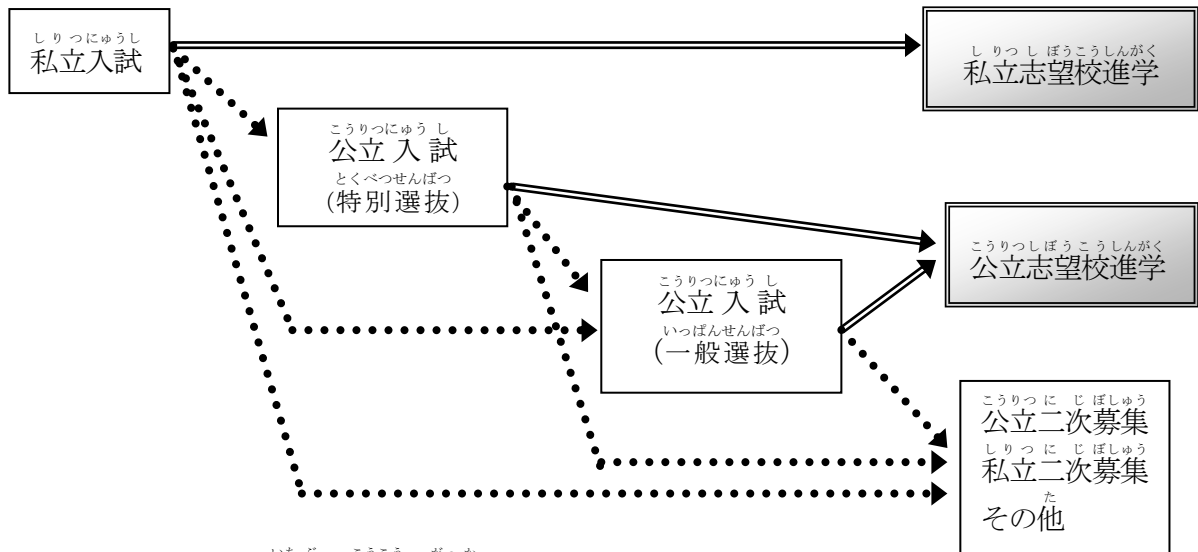 しりつにゅうし
私立入試
しりつしぼうこうしんがく
私立志望校進学
こうりつにゅうし
公立入試
とくべつせんばつ
(特別選抜)
こうりつしぼうこうしんがく
公立志望校進学
こうりつにゅうし
公立入試
いっぱんせんばつ
(一般選抜)
こうりつにじぼしゅう
公立二次募集
しりつにじぼしゅう
私立二次募集
た
その他